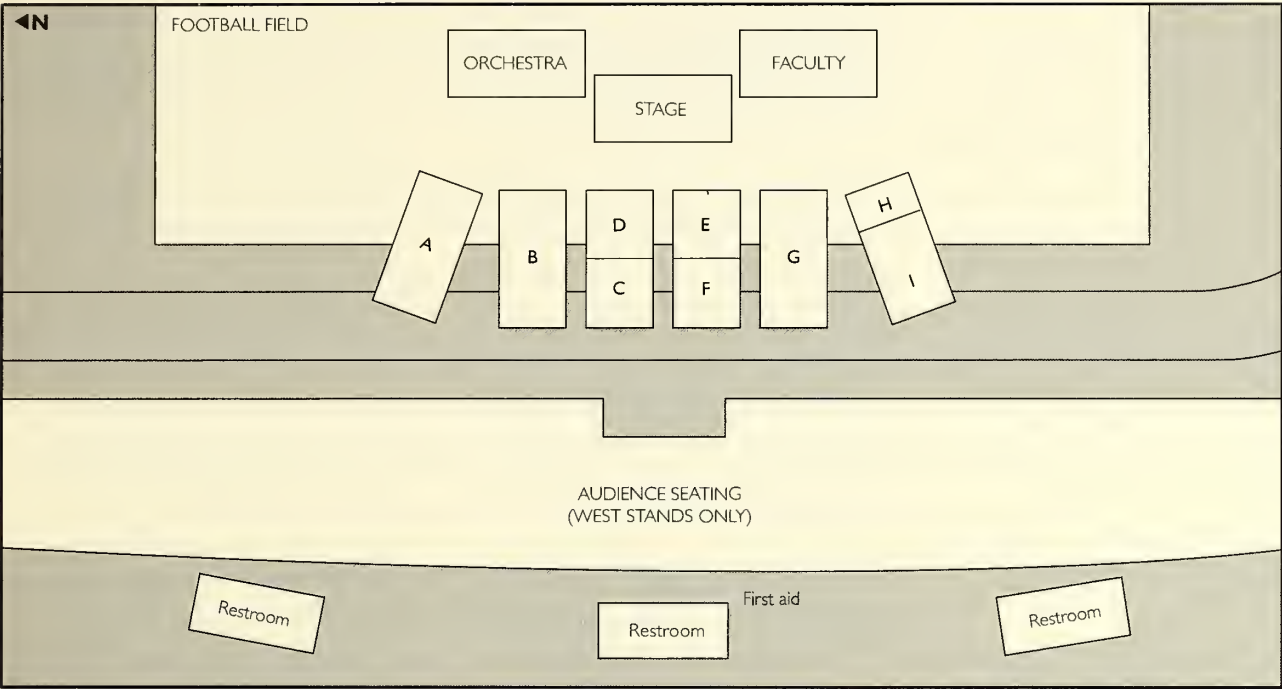 ◀N
FOOTBALL FIELD
ORCHESTRA
FACULTY
STAGE
A
B
D
C
E
F
G
H
I
AUDIENCE SEATING
(WEST STANDS ONLY)
Restroom
First aid
Restroom
Restroom